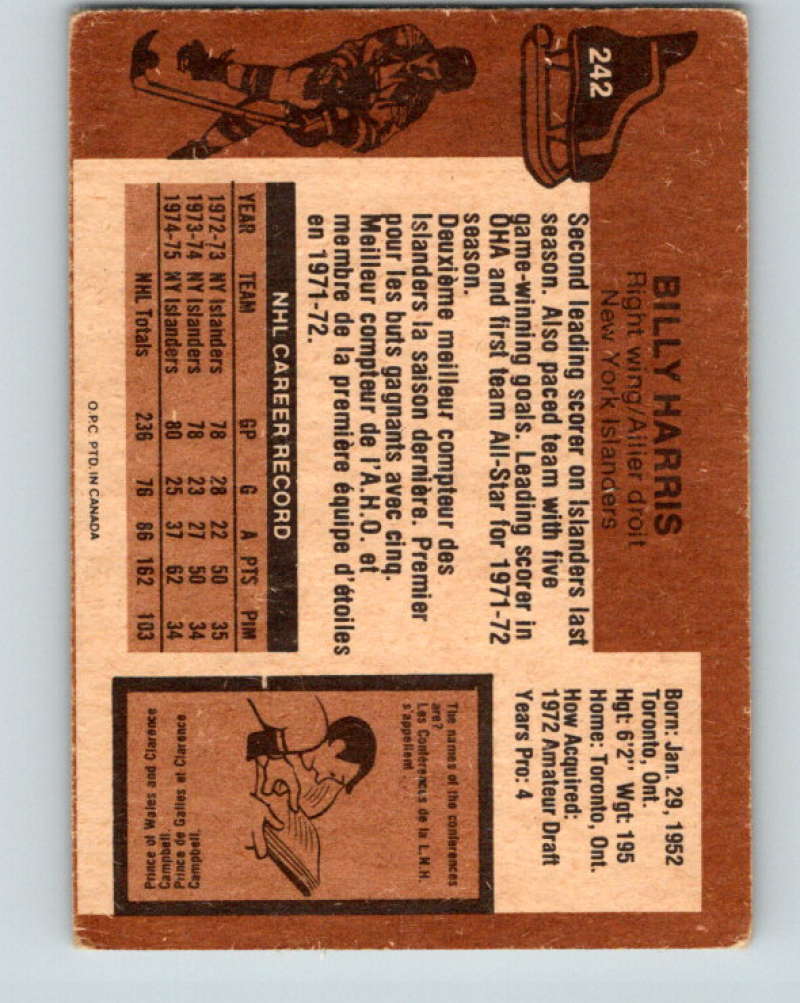 242
BILLY HARRIS
Right wing/Ailier droit
New York Islanders
Second leading scorer on Islanders last
season. Also paced team with five
game-winning goals. Leading scorer in
OHA and first team All-Star for 1971-72
season.
Deuxième meilleur compteur des
Islanders la saison dernière. Premier
pour les buts gagnants avec cinq.
Meilleur compteur de l'A.H.O. et
membre de la première équipe d'étoiles
en 1971-72.
NHL CAREER RECORD
YEAR TEAM GP G A PTS PIM
1972-73 NY Islanders 78 28 22 50 35
1973-74 NY Islanders 78 23 27 50 34
1974-75 NY Islanders 80 25 37 62 34
NHL Totals 236 76 86 162 103
O.P.C. PTD. IN CANADA
Born: Jan. 29, 1952
Toronto, Ont.
Hgt: 6'2" Wgt: 195
Home: Toronto, Ont.
How Acquired:
1972 Amateur Draft
Years Pro: 4
The names of the conferences
are?
Les Conférences de la L.N.H.
s'appellent...
Prince of Wales and Clarence
Campbell.
Prince de Galles et Clarence
Campbell.